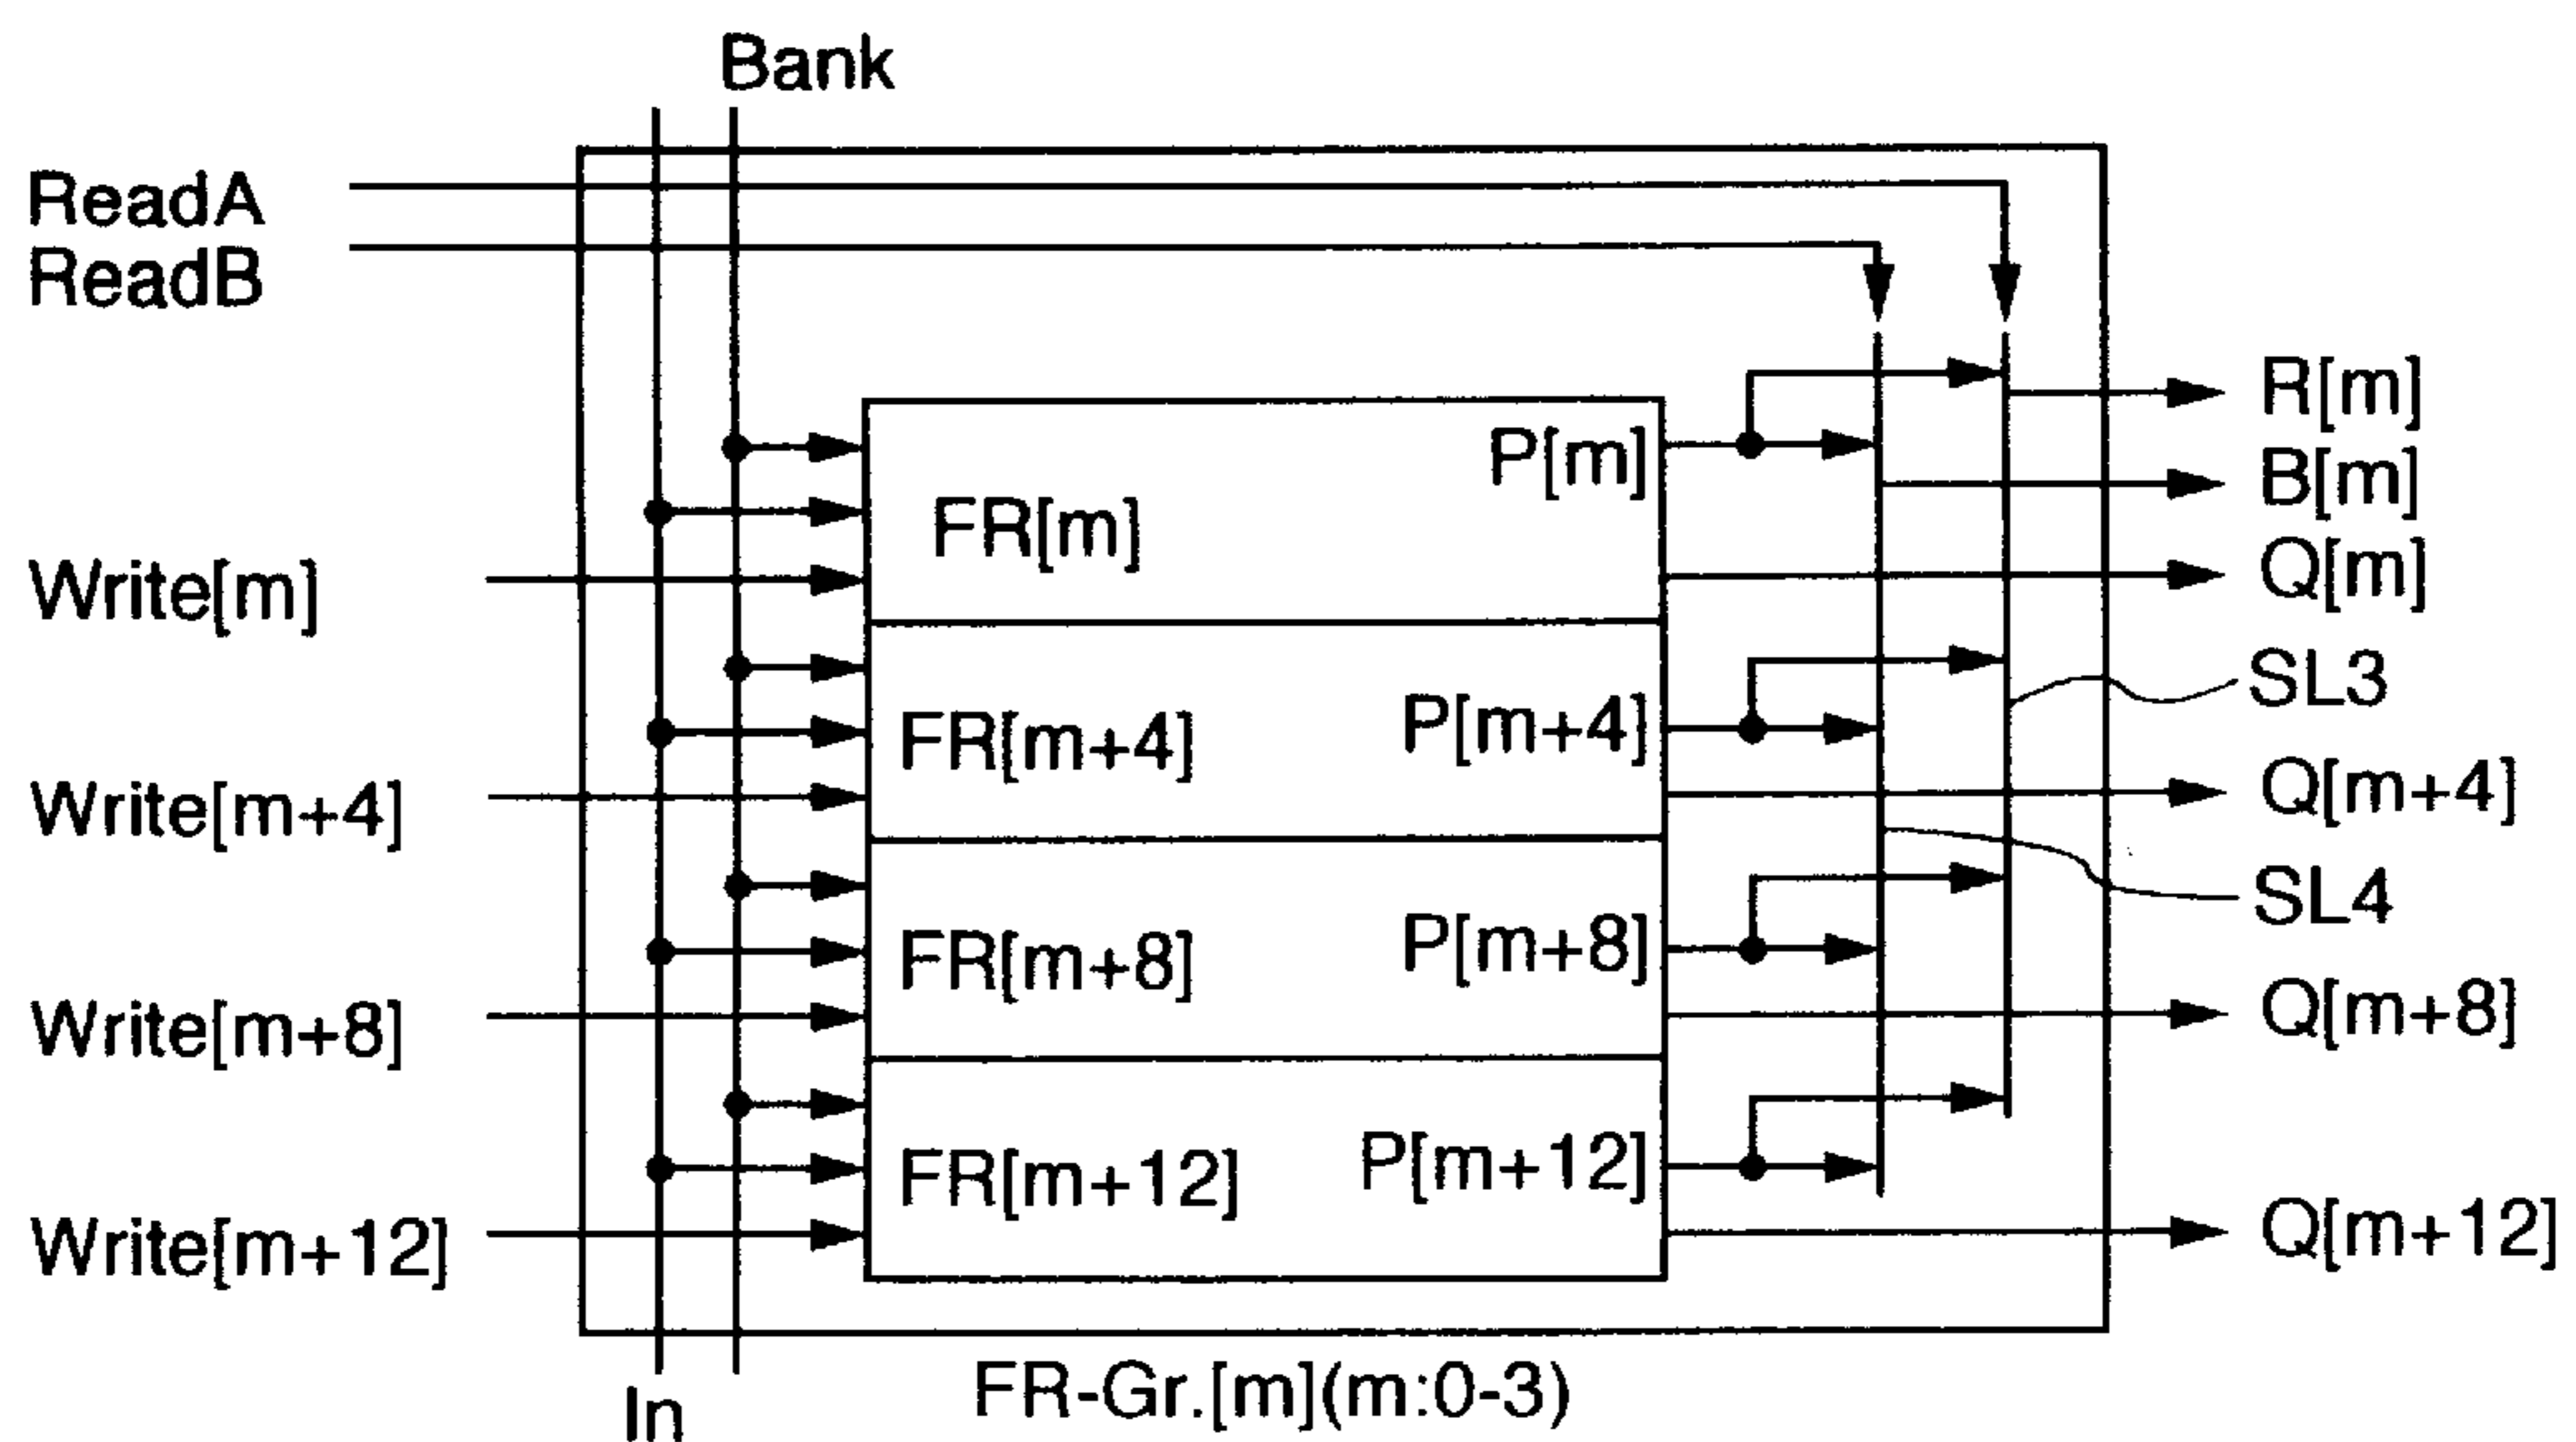 Bank
ReadA
ReadB
R[m]
P[m]
B[m]
FR[m]
Q[m]
Write[m]
SL3
FR[m+4]
P[m+4]
Q[m+4]
Write[m+4]
SL4
FR[m+8]
P[m+8]
Q[m+8]
Write[m+8]
FR[m+12]
P[m+12]
Q[m+12]
Write[m+12]
In
FR-Gr.[m](m:0-3)